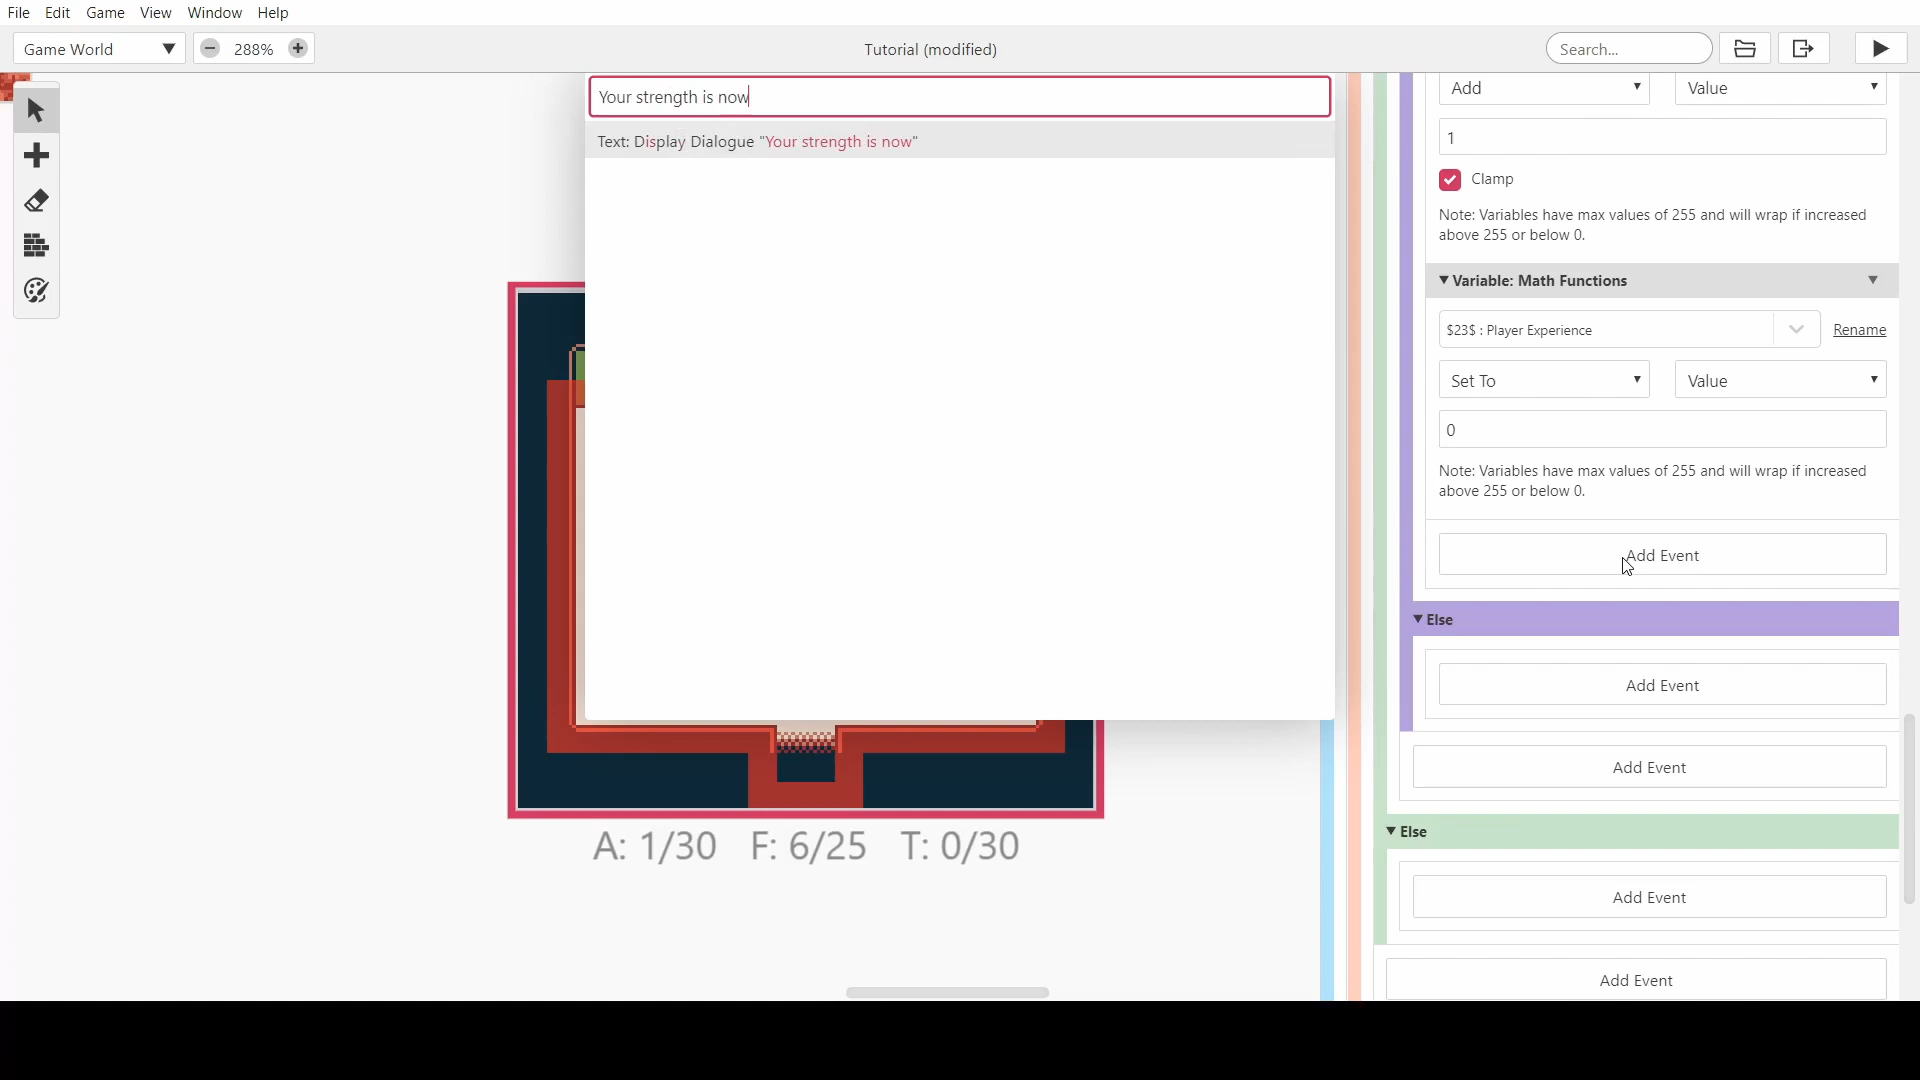 File Edit Game View Window Help
Game World 288% Tutorial (modified) Search...
Your strength is now
Text: Display Dialogue "Your strength is now"
Add Value
1
Clamp
Note: Variables have max values of 255 and will wrap if increased
above 255 or below 0.
Variable: Math Functions
$23$ : Player Experience Rename
Set To Value
0
Note: Variables have max values of 255 and will wrap if increased
above 255 or below 0.
Add Event
Else
Add Event
Add Event
Else
Add Event
Add Event
A: 1/30 F: 6/25 T: 0/30